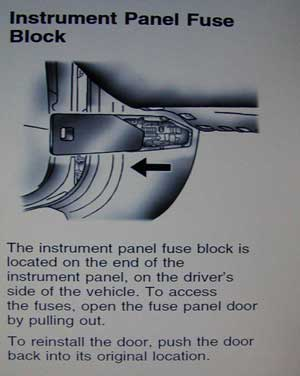 Instrument Panel Fuse
Block
The instrument panel fuse block is
located on the end of the
instrument panel, on the driver's
side of the vehicle. To access
the fuses, open the fuse panel door
by pulling out.
To reinstall the door, push the door
back into its original location.